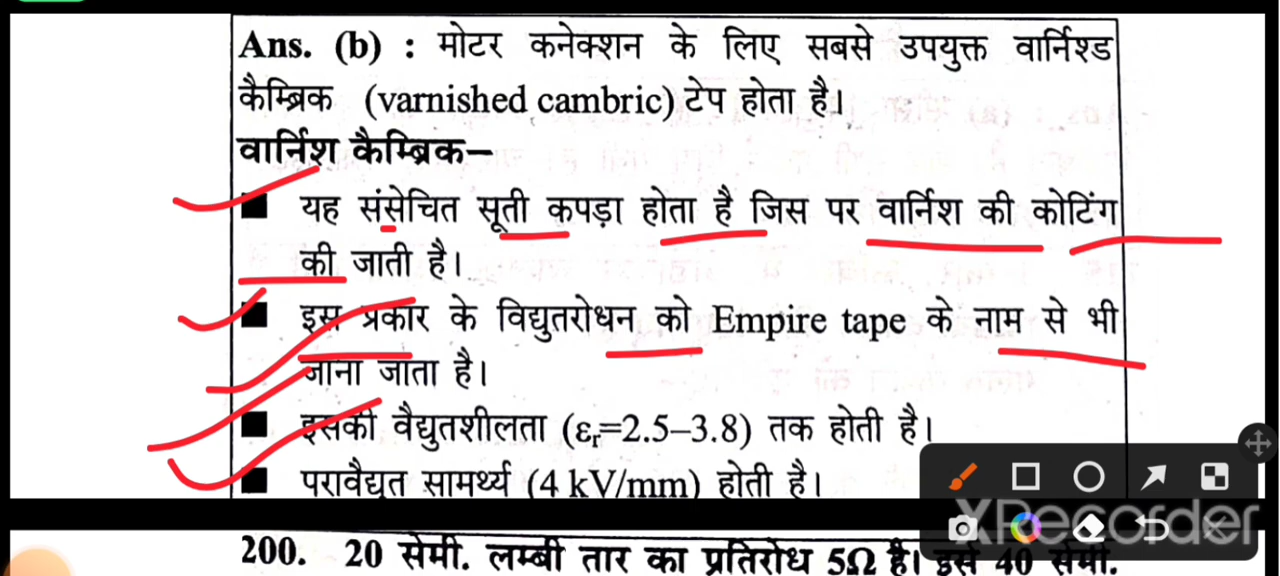 Ans. (b) : मोटर कनेक्शन के लिए सबसे उपयुक्त वार्निश्ड
कैम्ब्रिक (varnished cambric) टेप होता है।
वार्निश कैम्ब्रिक–
■ यह संसेचित सूती कपड़ा होता है जिस पर वार्निश की कोटिंग
की जाती है।
■ इस प्रकार के विद्युतरोधन को Empire tape के नाम से भी
जाना जाता है।
■ इसकी वैद्युतशीलता (εr=2.5–3.8) तक होती है।
■ परावैद्युत सामर्थ्य (4 kV/mm) होती है।
XRecorder
200. 20 सेमी. लम्बी तार का प्रतिरोध 5Ω है। इसे 40 सेमी.